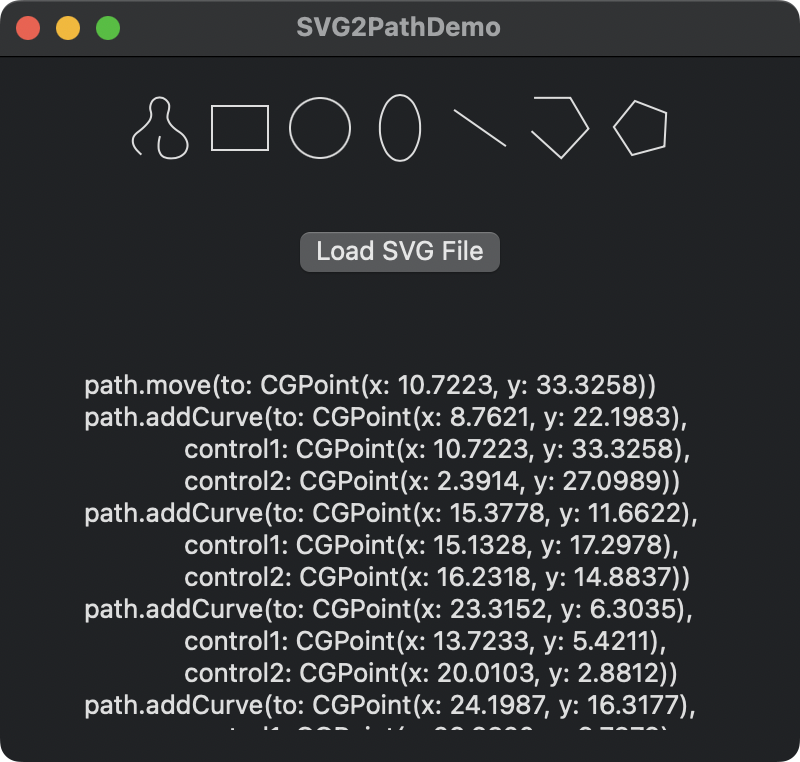 SVG2PathDemo
Load SVG File
path.move(to: CGPoint(x: 10.7223, y: 33.3258))
path.addCurve(to: CGPoint(x: 8.7621, y: 22.1983),
control1: CGPoint(x: 10.7223, y: 33.3258),
control2: CGPoint(x: 2.3914, y: 27.0989))
path.addCurve(to: CGPoint(x: 15.3778, y: 11.6622),
control1: CGPoint(x: 15.1328, y: 17.2978),
control2: CGPoint(x: 16.2318, y: 14.8837))
path.addCurve(to: CGPoint(x: 23.3152, y: 6.3035),
control1: CGPoint(x: 13.7233, y: 5.4211),
control2: CGPoint(x: 20.0103, y: 2.8812))
path.addCurve(to: CGPoint(x: 24.1987, y: 16.3177),